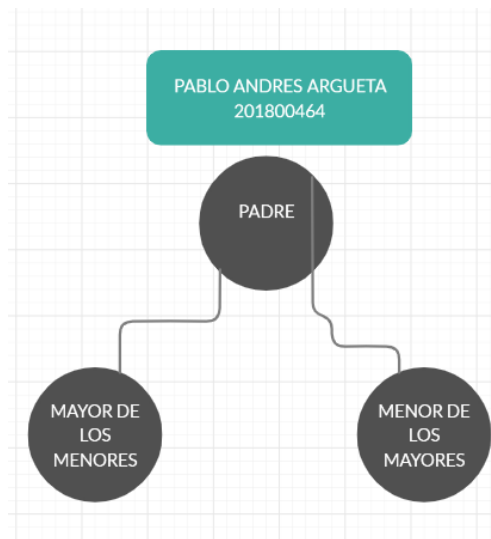 PABLO ANDRES ARGUETA
201800464
PADRE
MAYOR DE
LOS
MENORES
MENOR DE
LOS
MAYORES